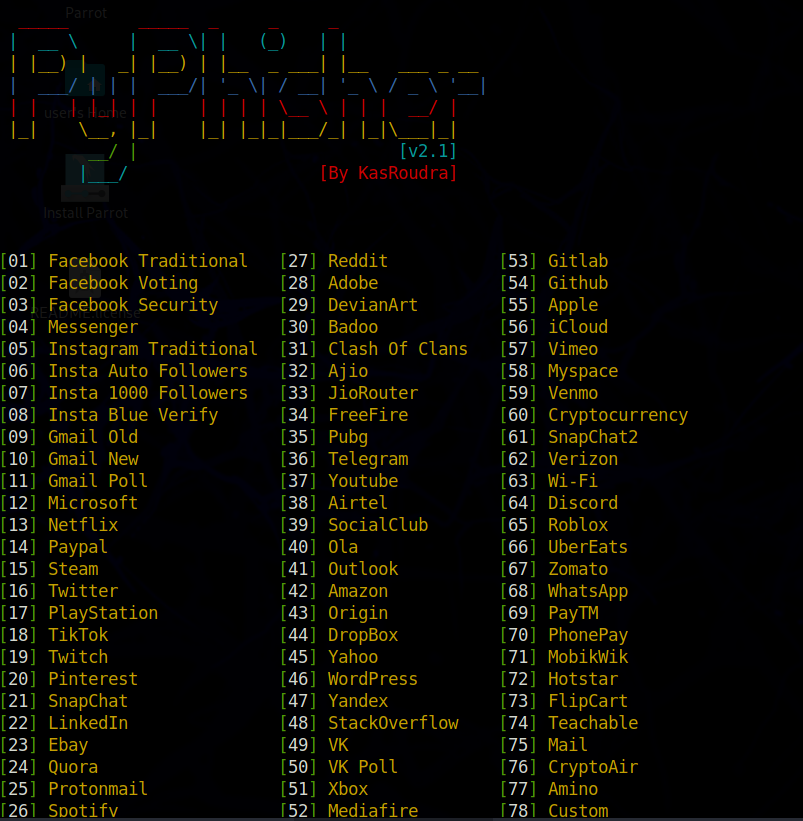 Parrot
PyPhisher
user's Home
[v2.1]
[By KasRoudra]
Install Parrot
[01] Facebook Traditional [27] Reddit [53] Gitlab
[02] Facebook Voting [28] Adobe [54] Github
[03] Facebook Security [29] DevianArt [55] Apple
README.license
[04] Messenger [30] Badoo [56] iCloud
[05] Instagram Traditional [31] Clash Of Clans [57] Vimeo
[06] Insta Auto Followers [32] Ajio [58] Myspace
[07] Insta 1000 Followers [33] JioRouter [59] Venmo
[08] Insta Blue Verify [34] FreeFire [60] Cryptocurrency
[09] Gmail Old [35] Pubg [61] SnapChat2
[10] Gmail New [36] Telegram [62] Verizon
[11] Gmail Poll [37] Youtube [63] Wi-Fi
[12] Microsoft [38] Airtel [64] Discord
[13] Netflix [39] SocialClub [65] Roblox
[14] Paypal [40] Ola [66] UberEats
[15] Steam [41] Outlook [67] Zomato
[16] Twitter [42] Amazon [68] WhatsApp
[17] PlayStation [43] Origin [69] PayTM
[18] TikTok [44] DropBox [70] PhonePay
[19] Twitch [45] Yahoo [71] MobikWik
[20] Pinterest [46] WordPress [72] Hotstar
[21] SnapChat [47] Yandex [73] FlipCart
[22] LinkedIn [48] StackOverflow [74] Teachable
[23] Ebay [49] VK [75] Mail
[24] Quora [50] VK Poll [76] CryptoAir
[25] Protonmail [51] Xbox [77] Amino
[26] Spotify [52] Mediafire [78] Custom